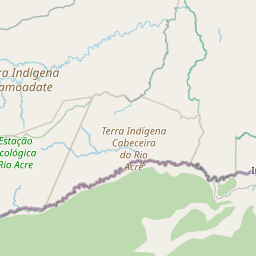 ra Indígena
amoadate
Terra Indígena
Cabeceira
do Rio
Acre
Estação
cológica
Rio Acre